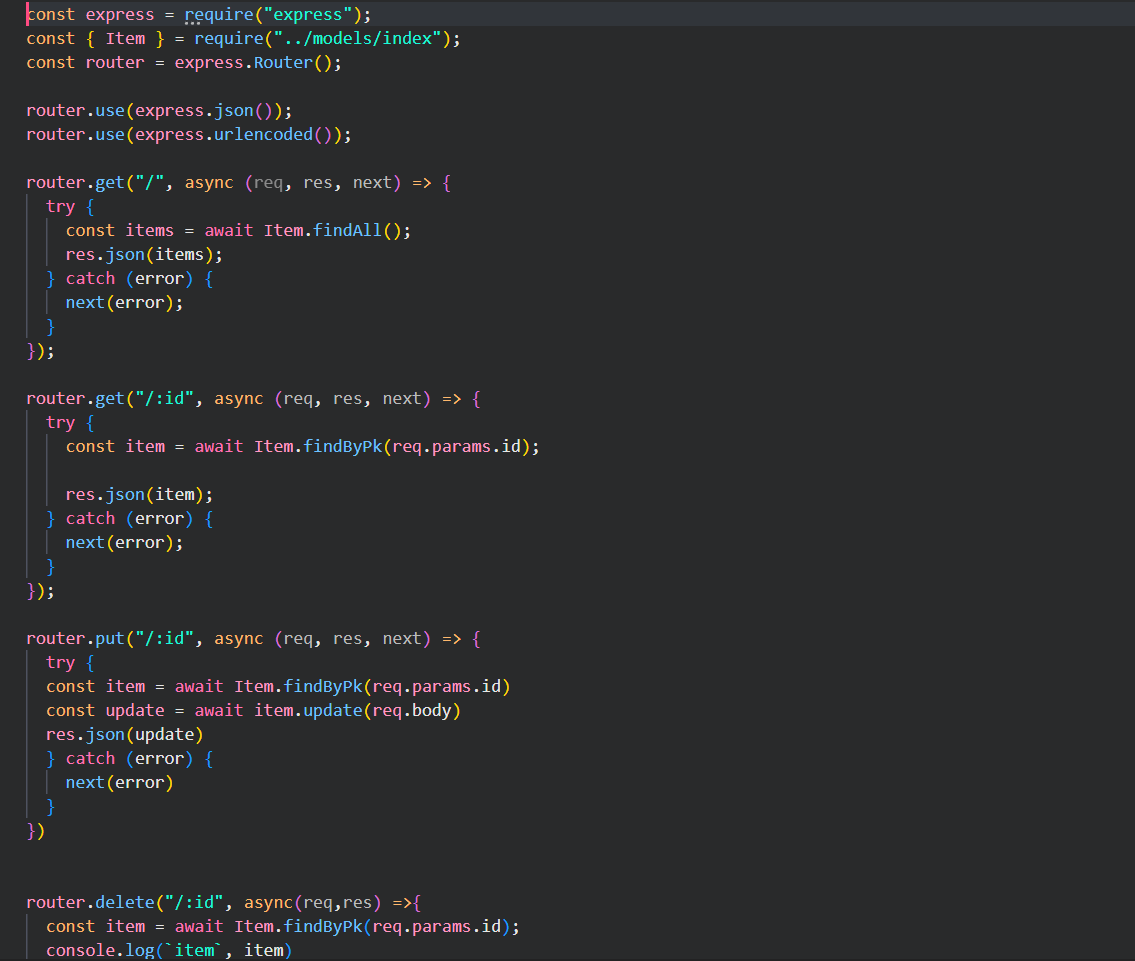 const express = require("express");
const { Item } = require("../models/index");
const router = express.Router();
router.use(express.json());
router.use(express.urlencoded());
router.get("/", async (req, res, next) => {
  try {
    const items = await Item.findAll();
    res.json(items);
  } catch (error) {
    next(error);
  }
});
router.get("/:id", async (req, res, next) => {
  try {
    const item = await Item.findByPk(req.params.id);
    res.json(item);
  } catch (error) {
    next(error);
  }
});
router.put("/:id", async (req, res, next) => {
  try {
  const item = await Item.findByPk(req.params.id)
  const update = await item.update(req.body)
  res.json(update)
  } catch (error) {
    next(error)
  }
})
router.delete("/:id", async(req,res) =>{
  const item = await Item.findByPk(req.params.id);
  console.log(`item`, item)